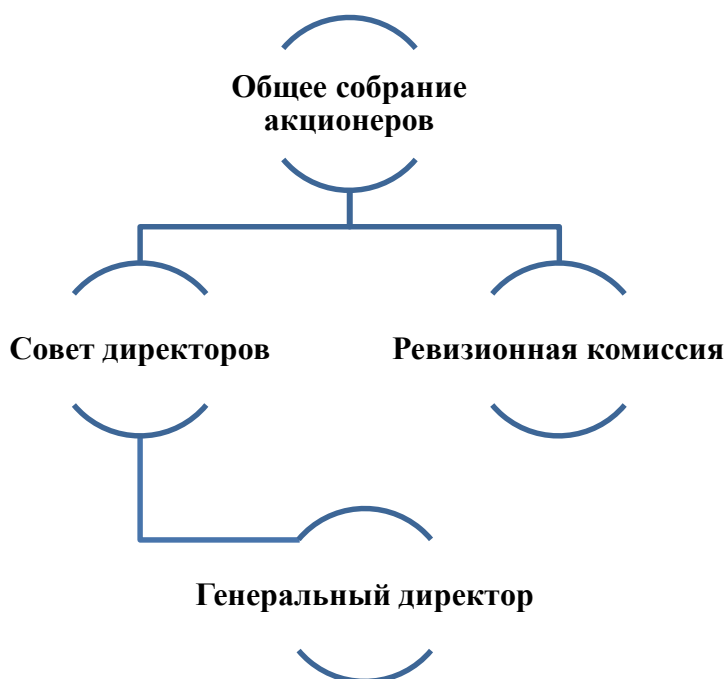 Общее собрание
акционеров
Совет директоров
Ревизионная комиссия
Генеральный директор